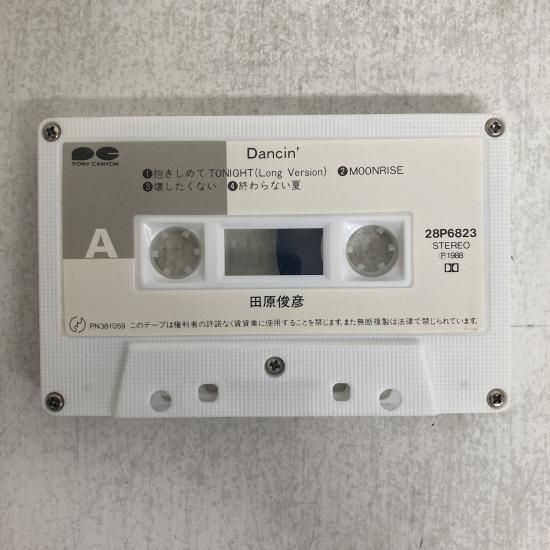 Dancin'
PONY CANYON
❶抱きしめて TONIGHT(Long Version) ❷MOONRISE
❸壊したくない ❹終わらない夏
A
28P6823
STEREO
Ⓟ1988
田原俊彦
PN381059 このテープは権利者の許諾なく賃貸業に使用することを禁じます。また無断複製は法律で禁じられています。